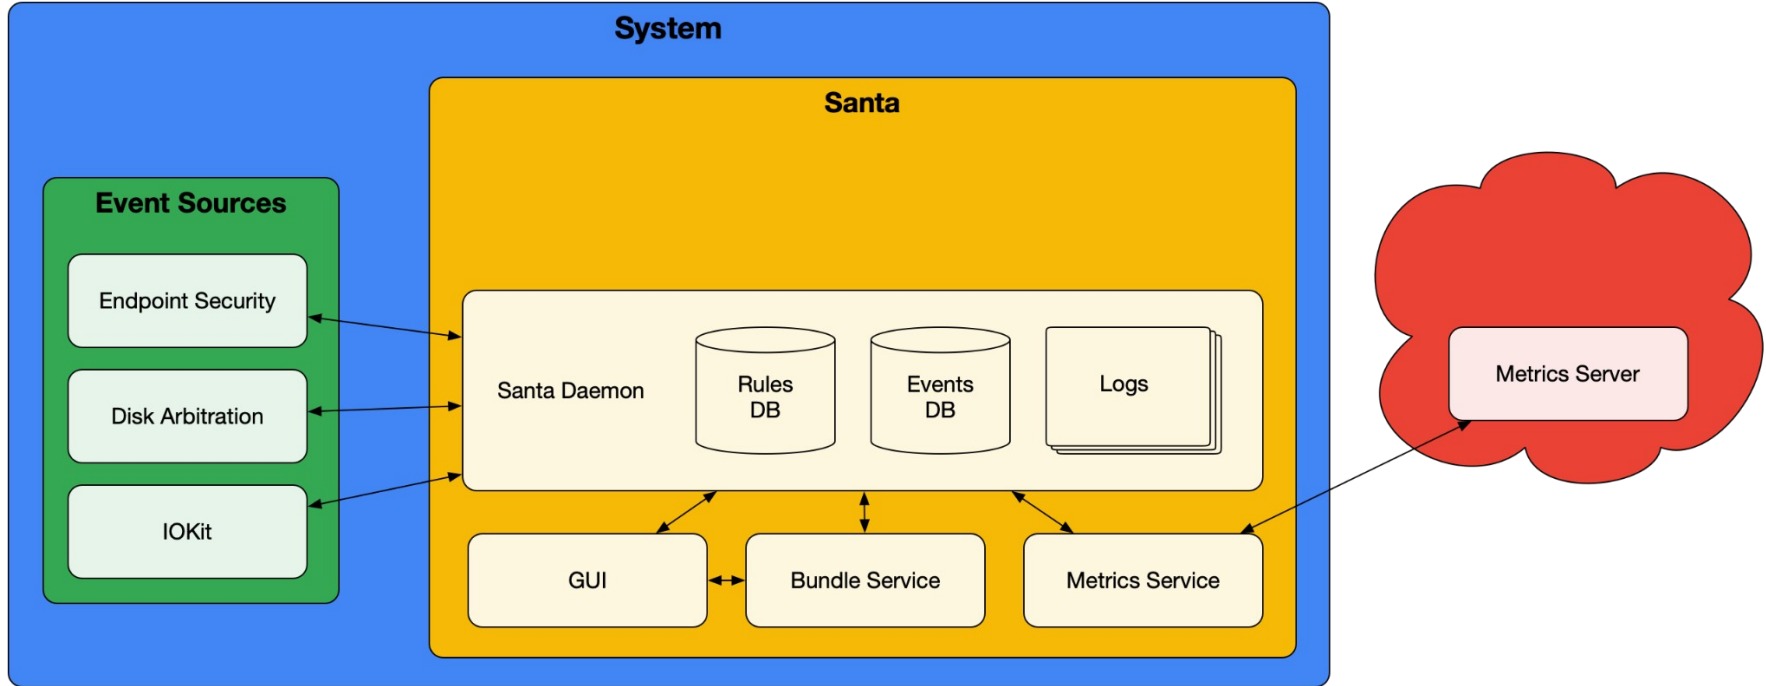 System
Santa
Event Sources
Endpoint Security
Disk Arbitration
IOKit
Santa Daemon
Rules
DB
Events
DB
Logs
GUI
Bundle Service
Metrics Service
Metrics Server